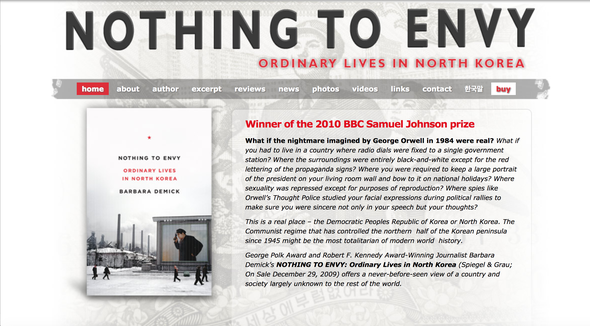 NOTHING TO ENVY
ORDINARY LIVES IN NORTH KOREA
home about author excerpt reviews news photos videos links contact 한국말 buy
NOTHING TO ENVY
ORDINARY LIVES
IN NORTH KOREA
BARBARA DEMICK
Winner of the 2010 BBC Samuel Johnson prize
What if the nightmare imagined by George Orwell in 1984 were real? What if
you had to live in a country where radio dials were fixed to a single government
station? Where the surroundings were entirely black-and-white except for the red
lettering of the propaganda signs? Where you were required to keep a large portrait
of the president on your living room wall and bow to it on national holidays? Where
sexuality was repressed except for purposes of reproduction? Where spies like
Orwell's Thought Police studied your facial expressions during political rallies to
make sure you were sincere not only in your speech but your thoughts?
This is a real place – the Democratic Peoples Republic of Korea or North Korea. The
Communist regime that has controlled the northern half of the Korean peninsula
since 1945 might be the most totalitarian of modern world history.
George Polk Award and Robert F. Kennedy Award-Winning Journalist Barbara
Demick's NOTHING TO ENVY: Ordinary Lives in North Korea (Spiegel & Grau;
On Sale December 29, 2009) offers a never-before-seen view of a country and
society largely unknown to the rest of the world.